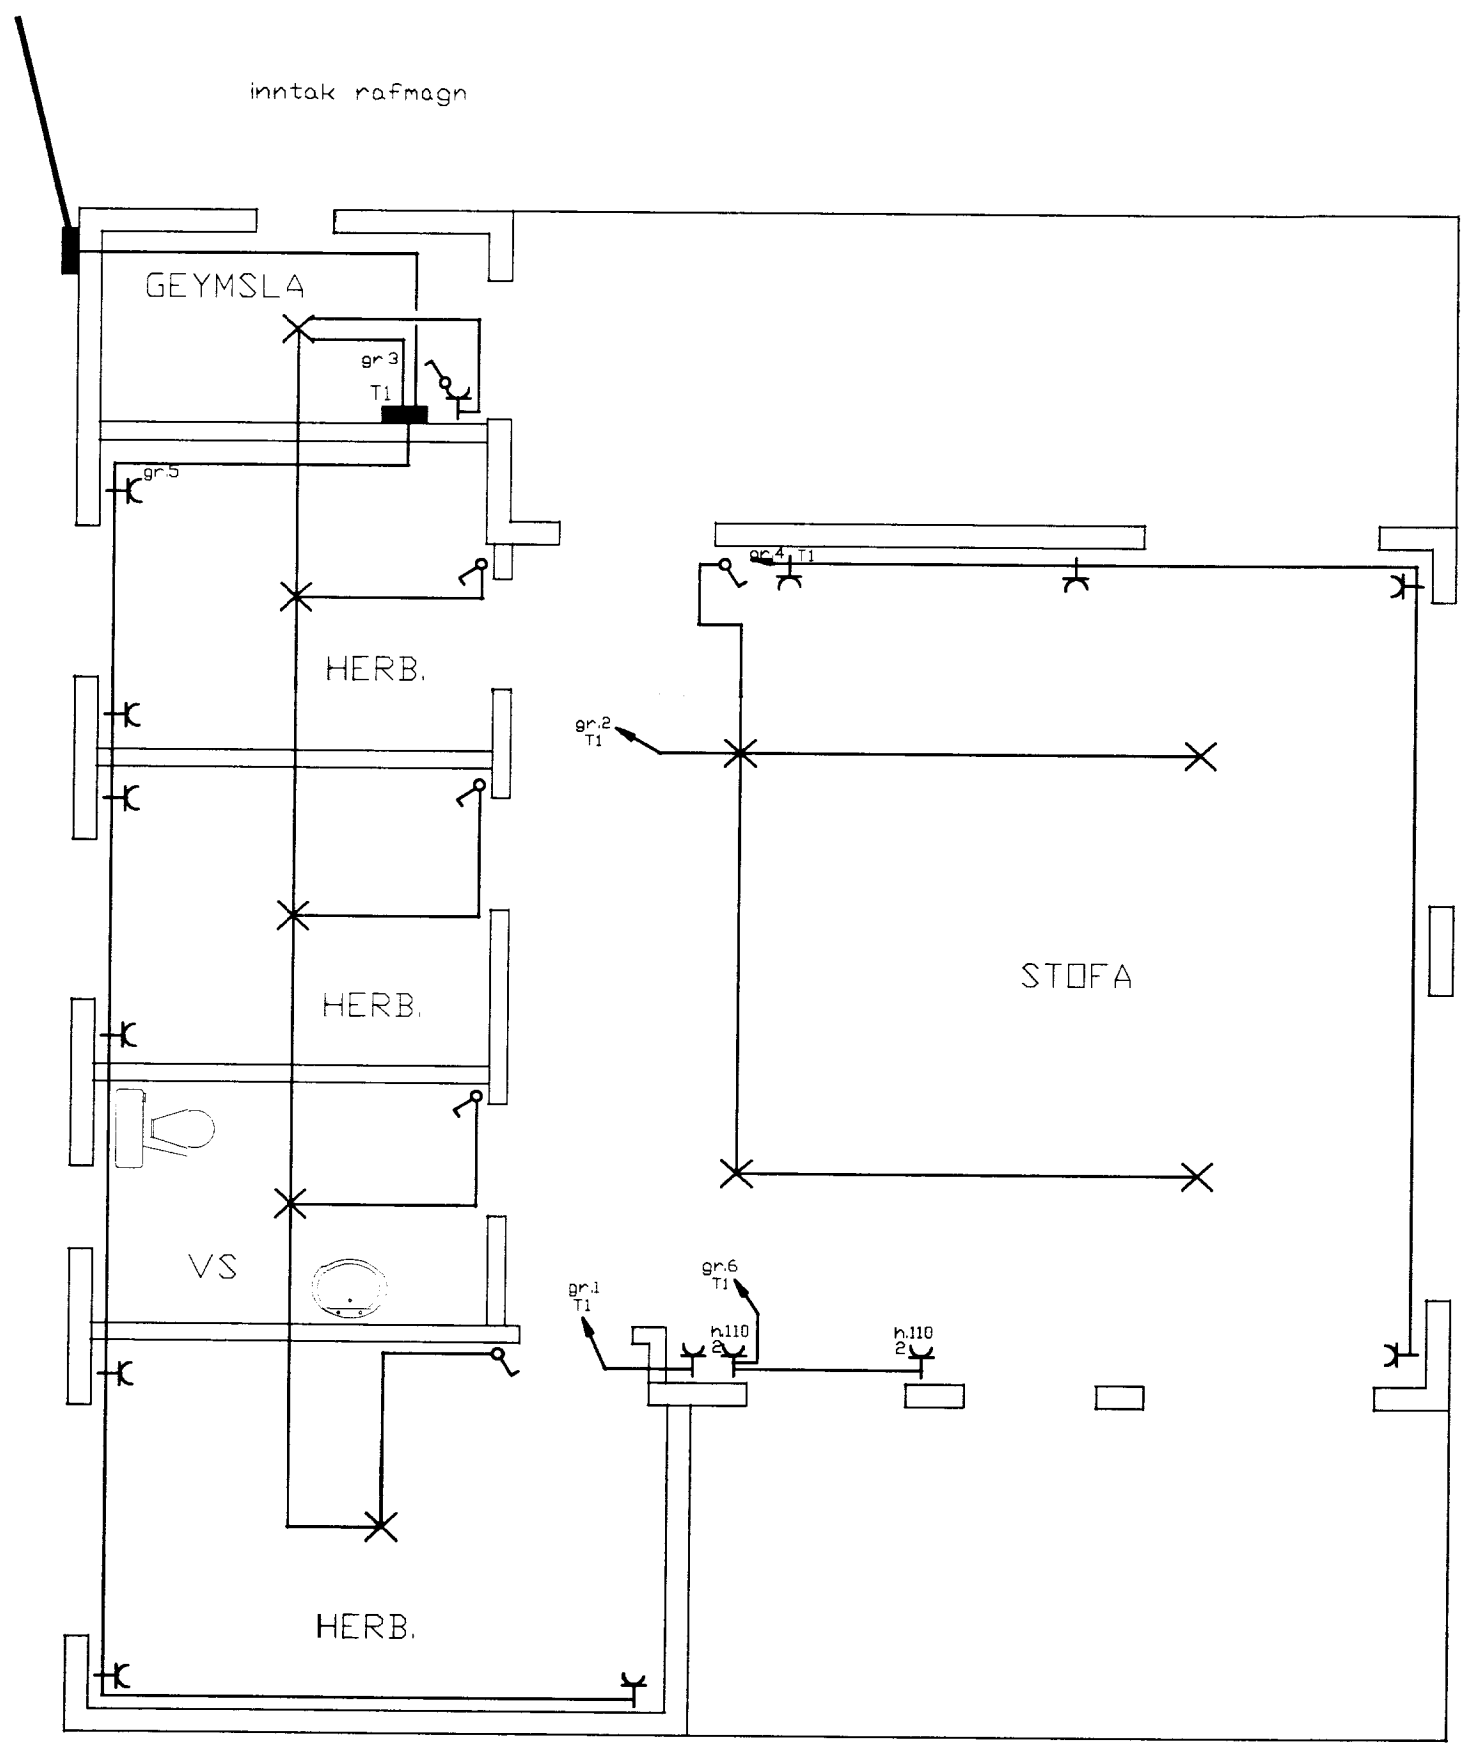 inntak rafmagn
GEYMSLA
gr 3
T1
gr.5
gr.4 T1
HERB.
gr.2
T1
STOFA
HERB.
VS
gr.1
T1
gr.6
T1
h.110
2
h.110
2
HERB.